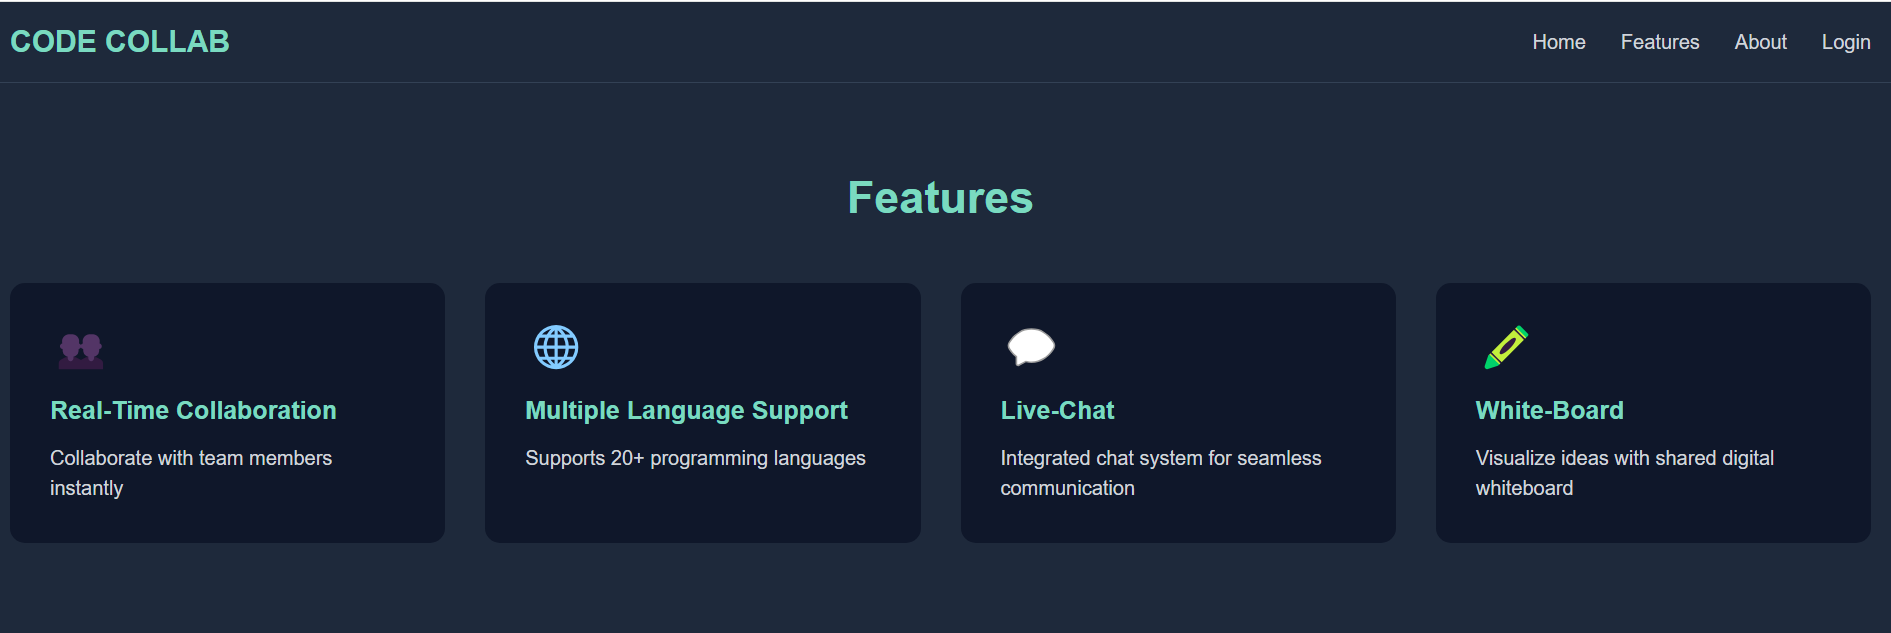 CODE COLLAB
Home Features About Login
Features
Real-Time Collaboration
Collaborate with team members
instantly
Multiple Language Support
Supports 20+ programming languages
Live-Chat
Integrated chat system for seamless
communication
White-Board
Visualize ideas with shared digital
whiteboard